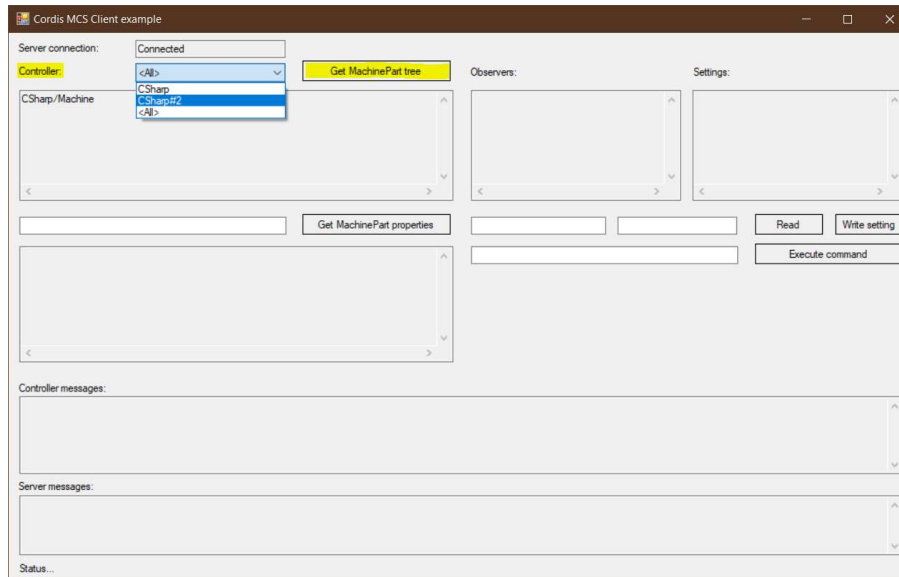 Cordis MCS Client example
Server connection:
Connected
Controller:
<All>
Get MachinePart tree
Observers:
Settings:
CSharp/Machine
CSharp
CSharp#2
<All>
Get MachinePart properties
Read
Write setting
Execute command
Controller messages:
Server messages:
Status...